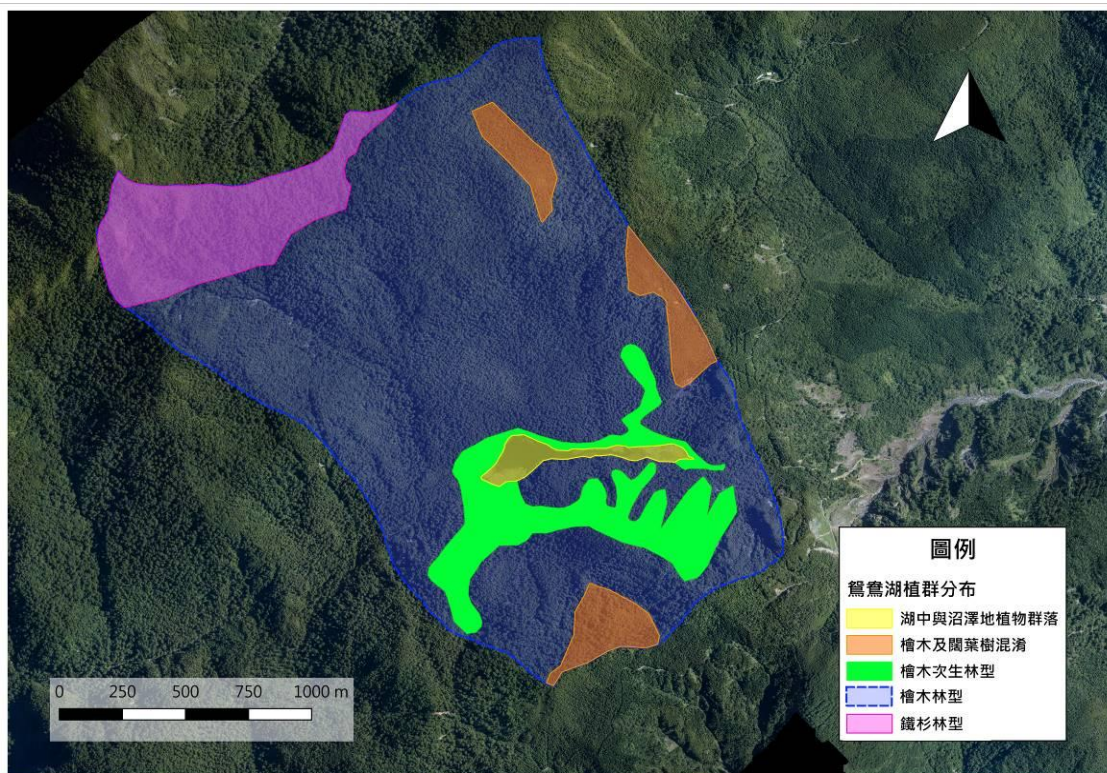 圖例
鴛鴦湖植群分布
湖中與沼澤地植物群落
檜木及闊葉樹混淆
檜木次生林型
檜木林型
鐵杉林型
0 250 500 750 1000 m